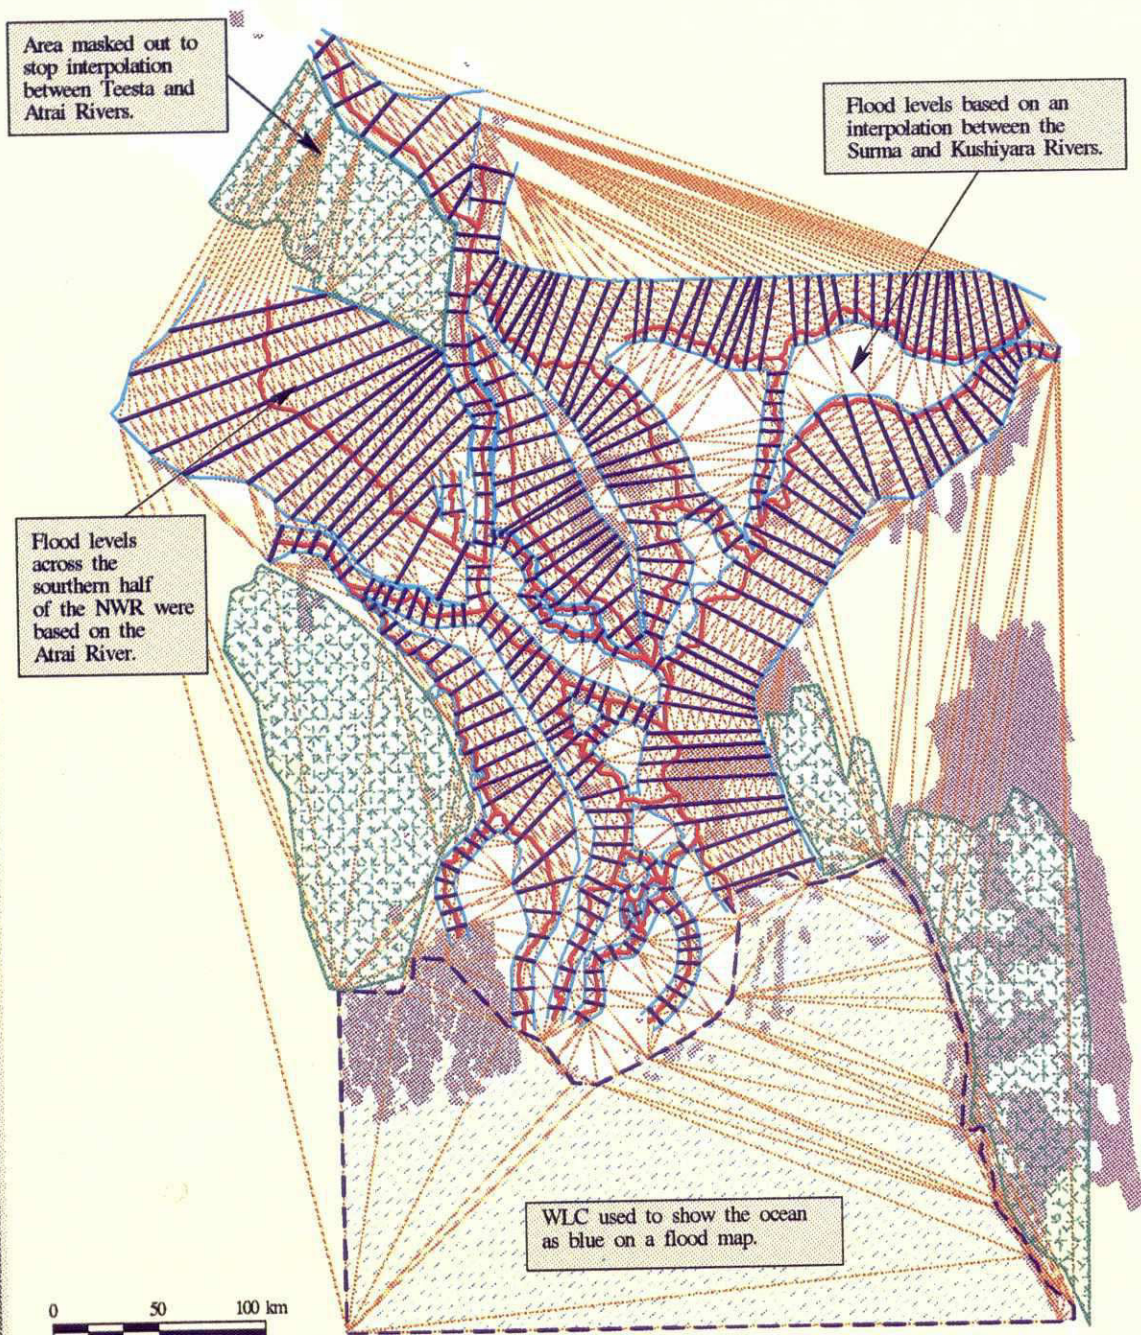 Area masked out to
stop interpolation
between Teesta and
Atrai Rivers.
Flood levels based on an
interpolation between the
Surma and Kushiyara Rivers.
Flood levels
across the
sourthern half
of the NWR were
based on the
Atrai River.
WLC used to show the ocean
as blue on a flood map.
0 50 100 km